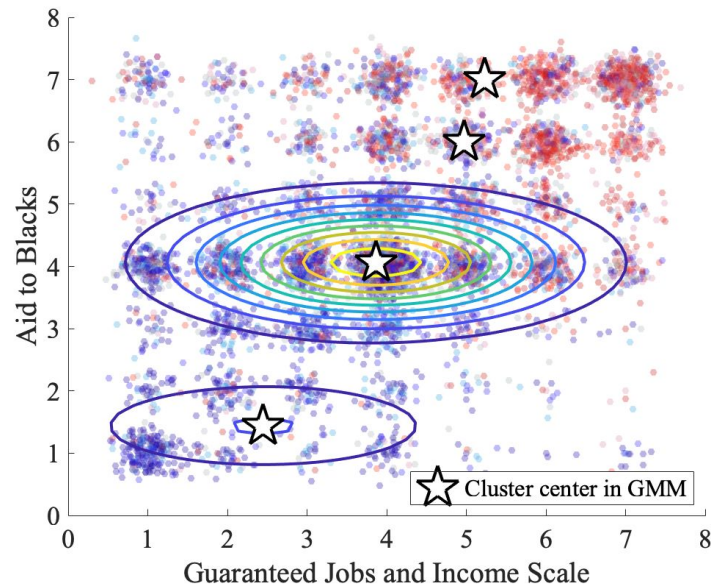 8
7
6
5
4
3
2
1
0
Aid to Blacks
Cluster center in GMM
0 1 2 3 4 5 6 7 8
Guaranteed Jobs and Income Scale